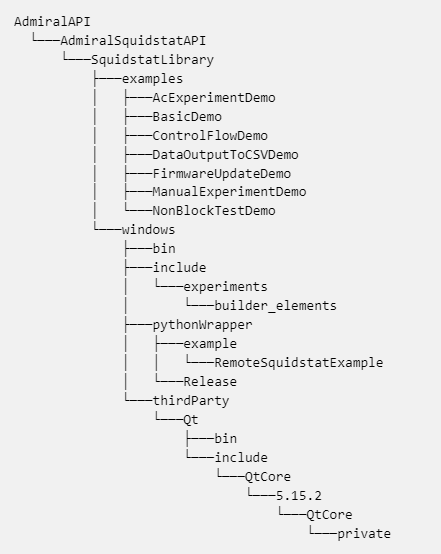 AdmiralAPI
└───AdmiralSquidstatAPI
    └───SquidstatLibrary
        ├───examples
        │   ├───AcExperimentDemo
        │   ├───BasicDemo
        │   ├───ControlFlowDemo
        │   ├───DataOutputToCSVDemo
        │   ├───FirmwareUpdateDemo
        │   ├───ManualExperimentDemo
        │   └───NonBlockTestDemo
        └───windows
            ├───bin
            ├───include
            │   └───experiments
            │       └───builder_elements
            ├───pythonWrapper
            │   ├───example
            │   │   └───RemoteSquidstatExample
            │   └───Release
            └───thirdParty
                └───Qt
                    ├───bin
                    └───include
                        └───QtCore
                            └───5.15.2
                                └───QtCore
                                    └───private